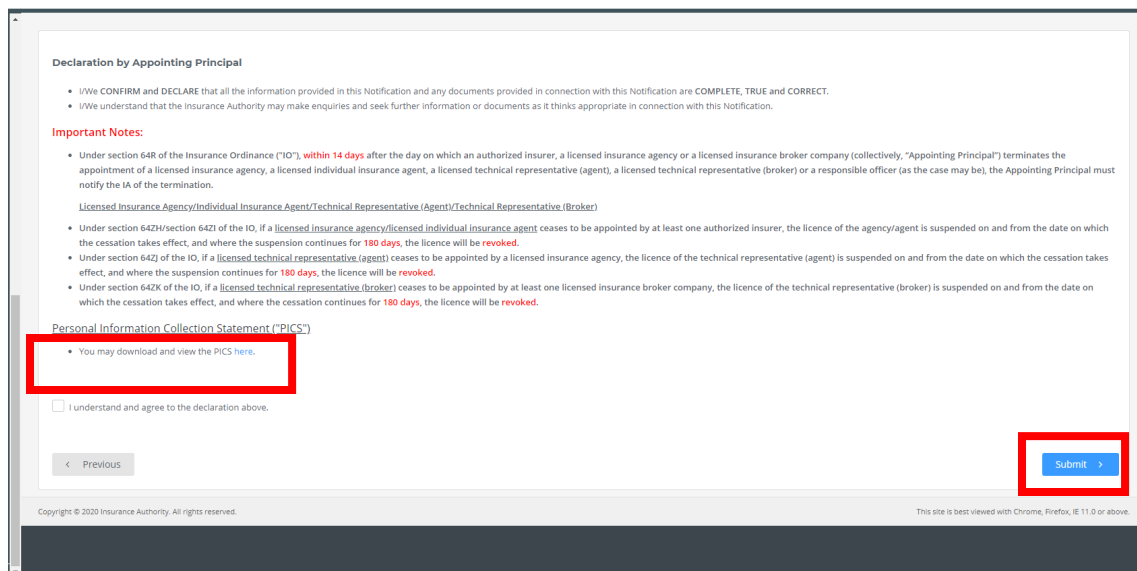 Declaration by Appointing Principal
• I/We CONFIRM and DECLARE that all the information provided in this Notification and any documents provided in connection with this Notification are COMPLETE, TRUE and CORRECT.
• I/We understand that the Insurance Authority may make enquiries and seek further information or documents as it thinks appropriate in connection with this Notification.
Important Notes:
• Under section 64R of the Insurance Ordinance ("IO"), within 14 days after the day on which an authorized insurer, a licensed insurance agency or a licensed insurance broker company (collectively, "Appointing Principal") terminates the
appointment of a licensed insurance agency, a licensed individual insurance agent, a licensed technical representative (agent), a licensed technical representative (broker) or a responsible officer (as the case may be), the Appointing Principal must
notify the IA of the termination.
Licensed Insurance Agency/Individual Insurance Agent/Technical Representative (Agent)/Technical Representative (Broker)
• Under section 64ZH/section 64ZI of the IO, if a licensed insurance agency/licensed individual insurance agent ceases to be appointed by at least one authorized insurer, the licence of the agency/agent is suspended on and from the date on which
the cessation takes effect, and where the suspension continues for 180 days, the licence will be revoked.
• Under section 64ZJ of the IO, if a licensed technical representative (agent) ceases to be appointed by a licensed insurance agency, the licence of the technical representative (agent) is suspended on and from the date on which the cessation takes
effect, and where the suspension continues for 180 days, the licence will be revoked.
• Under section 64ZK of the IO, if a licensed technical representative (broker) ceases to be appointed by at least one licensed insurance broker company, the licence of the technical representative (broker) is suspended on and from the date on
which the cessation takes effect, and where the cessation continues for 180 days, the licence will be revoked.
Personal Information Collection Statement ("PICS")
• You may download and view the PICS here.
I understand and agree to the declaration above.
< Previous
Submit >
Copyright © 2020 Insurance Authority. All rights reserved.
This site is best viewed with Chrome, Firefox, IE 11.0 or above.